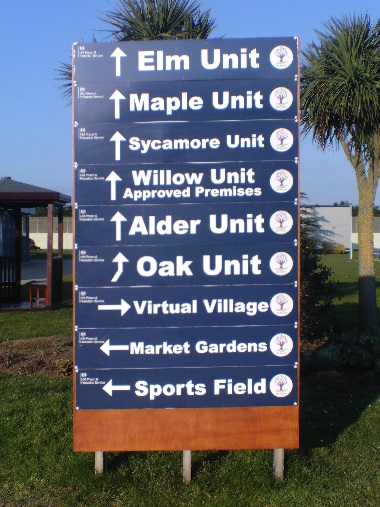 Elm Unit
Maple Unit
Sycamore Unit
Willow Unit
Approved Premises
Alder Unit
Oak Unit
Virtual Village
Market Gardens
Sports Field